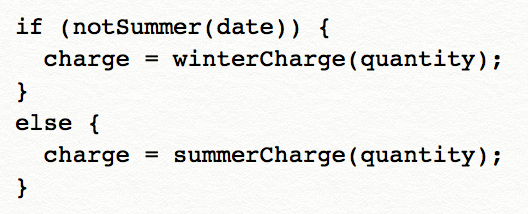 if (notSummer(date)) {
  charge = winterCharge(quantity);
}
else {
  charge = summerCharge(quantity);
}